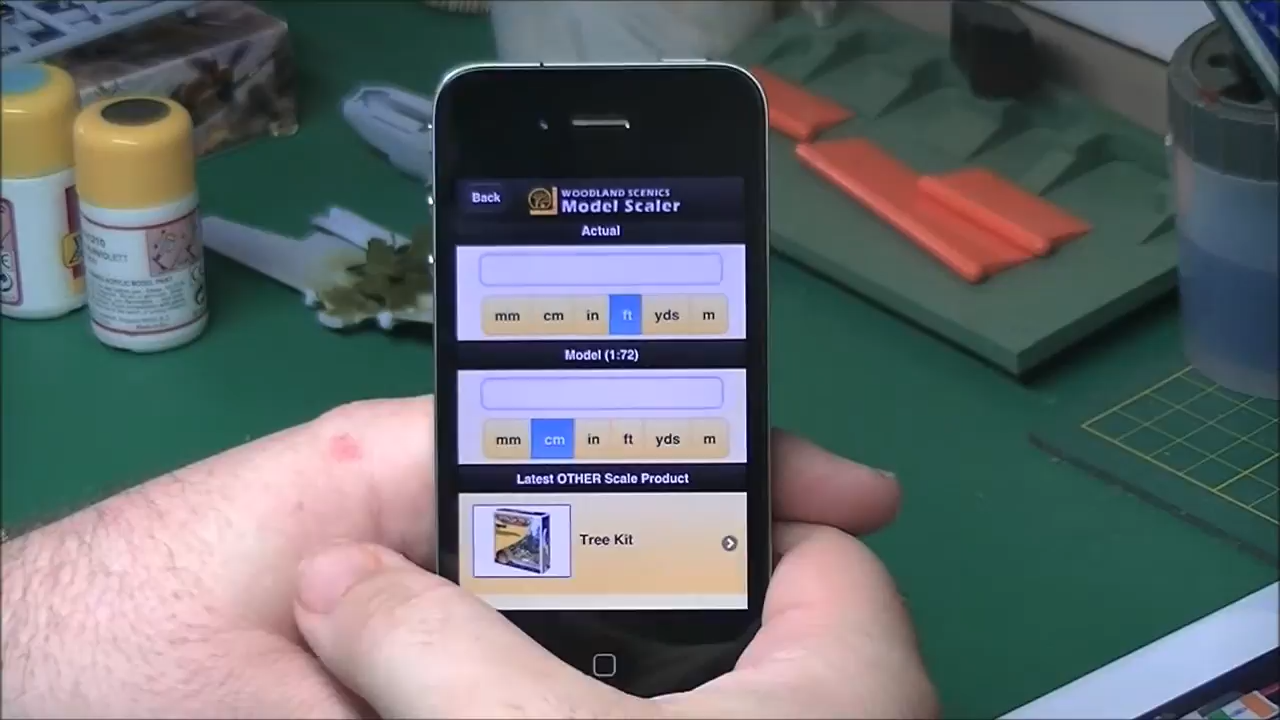 Back
WOODLAND SCENICS
Model Scaler
Actual
mm cm in ft yds m
Model (1:72)
mm cm in ft yds m
Latest OTHER Scale Product
Tree Kit